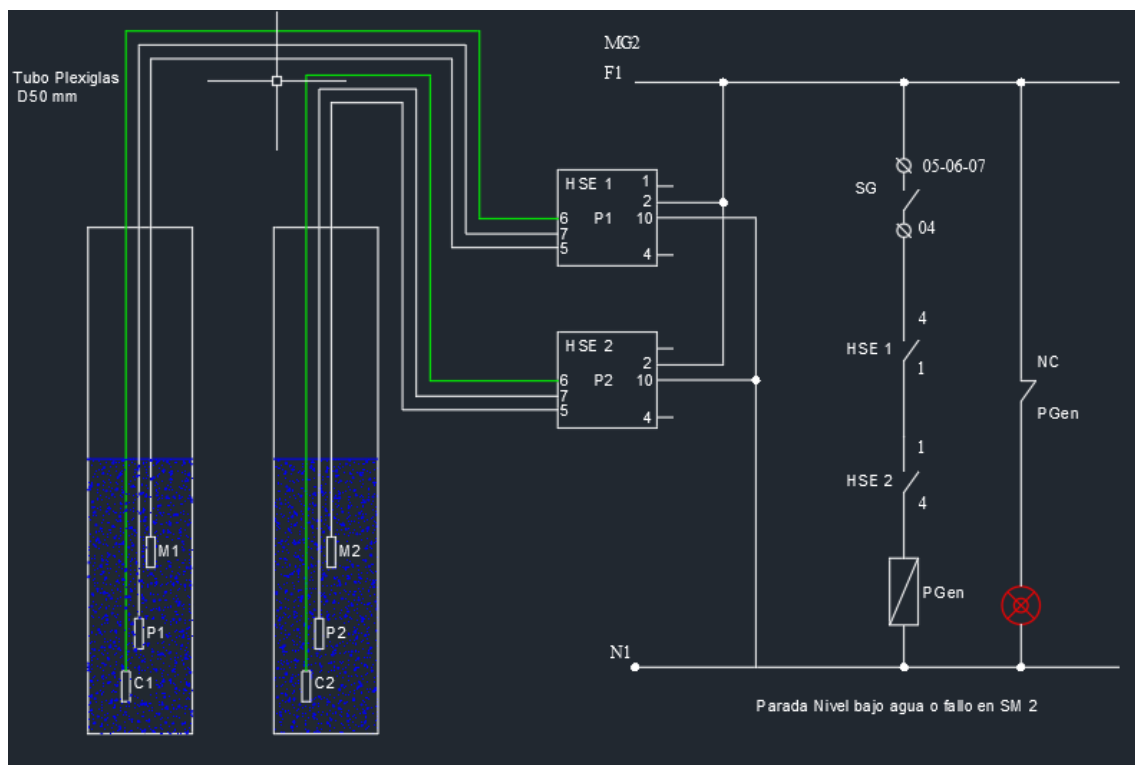 Tubo Plexiglas
D50 mm
MG2
F1
HSE 1
P1
1
2
10
4
6
7
5
HSE 2
P2
2
10
4
6
7
5
M1
P1
C1
M2
P2
C2
05-06-07
SG
04
4
HSE 1
1
1
HSE 2
4
PGen
NC
PGen
N1
Parada Nivel bajo agua o fallo en SM 2